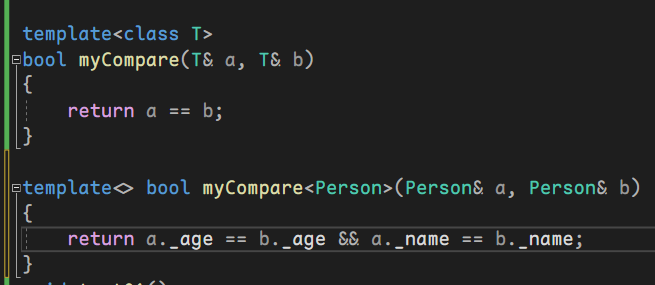 template<class T>
bool myCompare(T& a, T& b)
{
return a == b;
}
template<> bool myCompare<Person>(Person& a, Person& b)
{
return a._age == b._age && a._name == b._name;
}